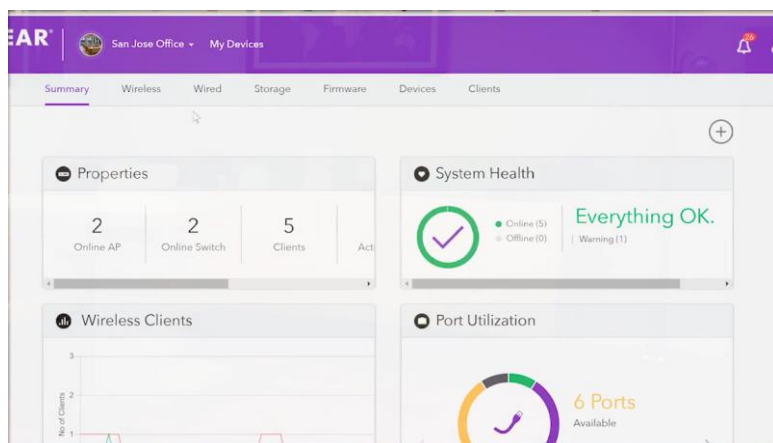 EAR
San Jose Office
My Devices
26
Summary
Wireless
Wired
Storage
Firmware
Devices
Clients
Properties
2
Online AP
2
Online Switch
5
Clients
Act
System Health
Online (5)
Offline (0)
Everything OK.
Warning (1)
Wireless Clients
3
2
1
No of Clients
Port Utilization
6 Ports
Available